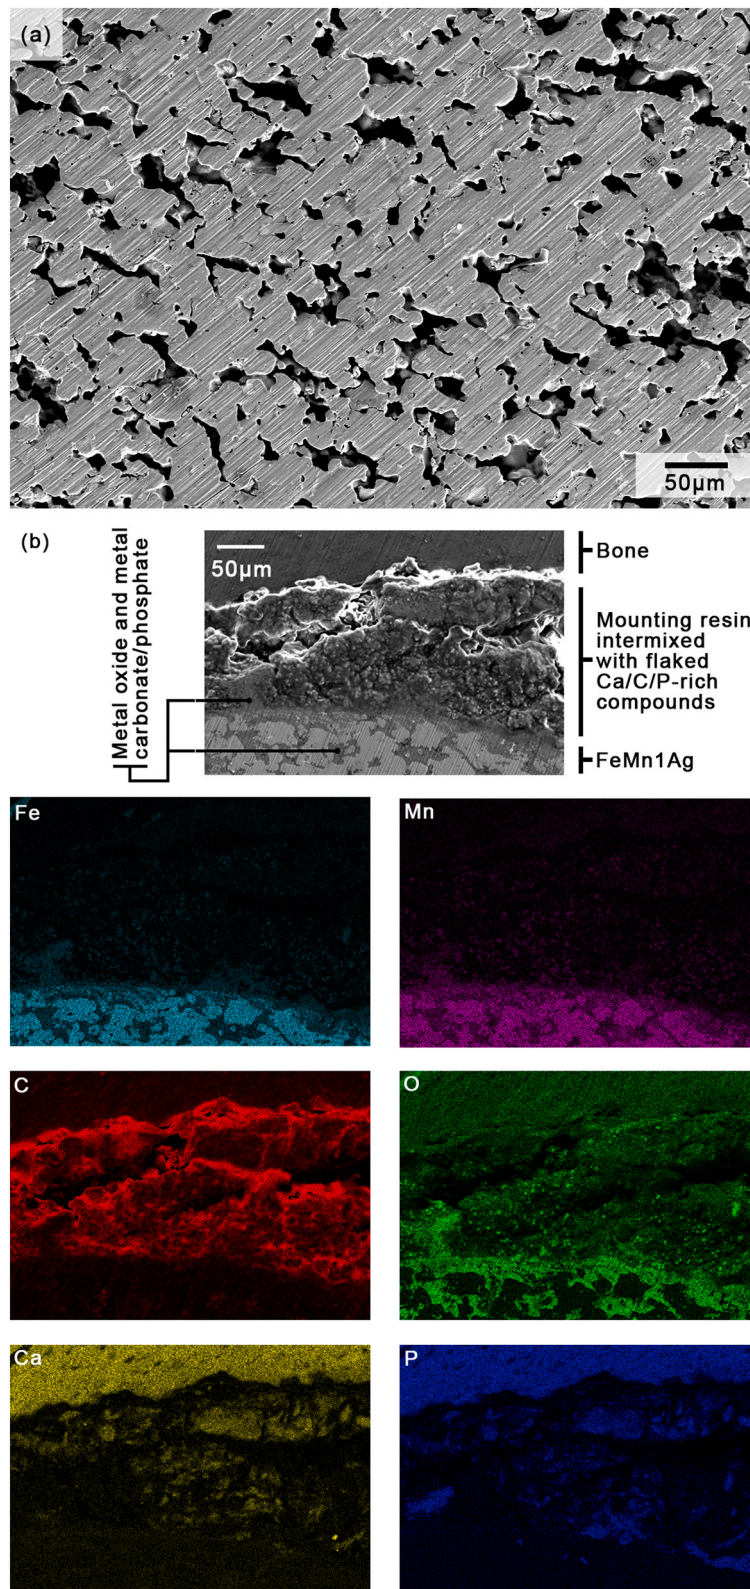 (a)
50µm
(b)
Metal oxide and metal
carbonate/phosphate
50µm
Bone
Mounting resin
intermixed
with flaked
Ca/C/P-rich
compounds
FeMn1Ag
Fe
Mn
C
O
Ca
P